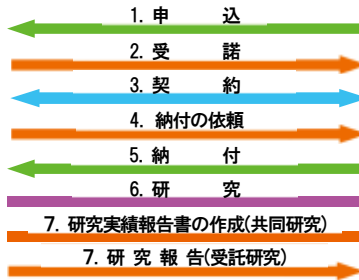 1. 申　　込
2. 受　　諾
3. 契　　約
4. 納付の依頼
5. 納　　付
6. 研　　究
7. 研究実績報告書の作成(共同研究)
7. 研 究 報 告(受託研究)